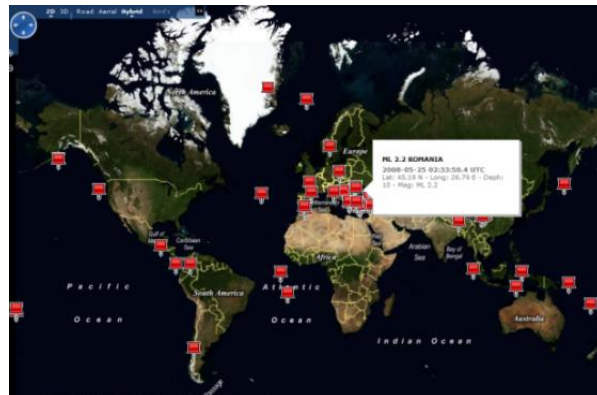 2D 3D Road Aerial Hybrid Bird's
North America
Europe
ML 2.2 ROMANIA
2008-05-25 02:33:50.4 UTC
Lat: 45.19 N - Long: 26.79 E - Deph:
10 - Mag: ML 2.2
Gulf of
Caribbean
Sea
Africa
Arabian
Sea
Bay of
Bengal
South America
Pacific
Ocean
Atlantic
Ocean
Indian Ocean
Australia